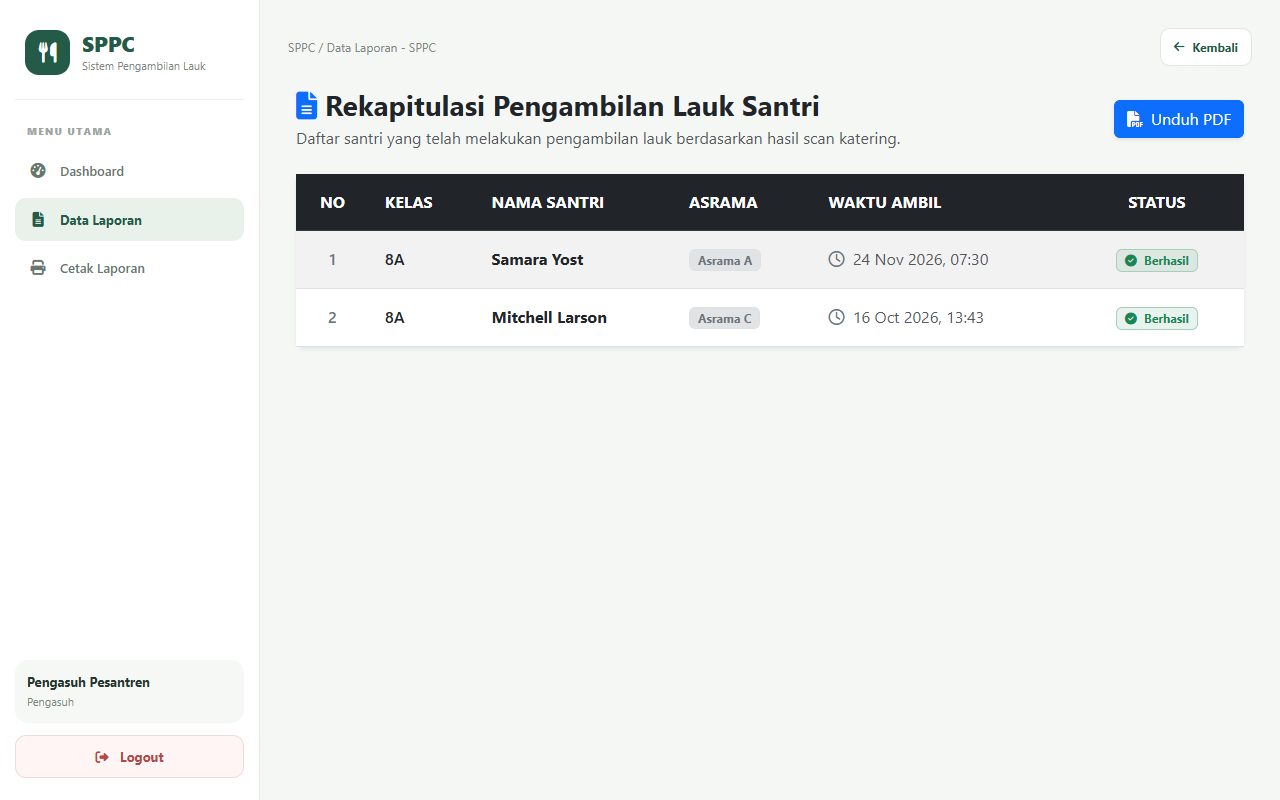 SPPC
Sistem Pengambilan Lauk
MENU UTAMA
Dashboard
Data Laporan
Cetak Laporan
Pengasuh Pesantren
Pengasuh
Logout
SPPC / Data Laporan - SPPC
Kembali
Rekapitulasi Pengambilan Lauk Santri
Daftar santri yang telah melakukan pengambilan lauk berdasarkan hasil scan katering.
PDF Unduh PDF
NO KELAS NAMA SANTRI ASRAMA WAKTU AMBIL STATUS
1 8A Samara Yost Asrama A 24 Nov 2026, 07:30 Berhasil
2 8A Mitchell Larson Asrama C 16 Oct 2026, 13:43 Berhasil